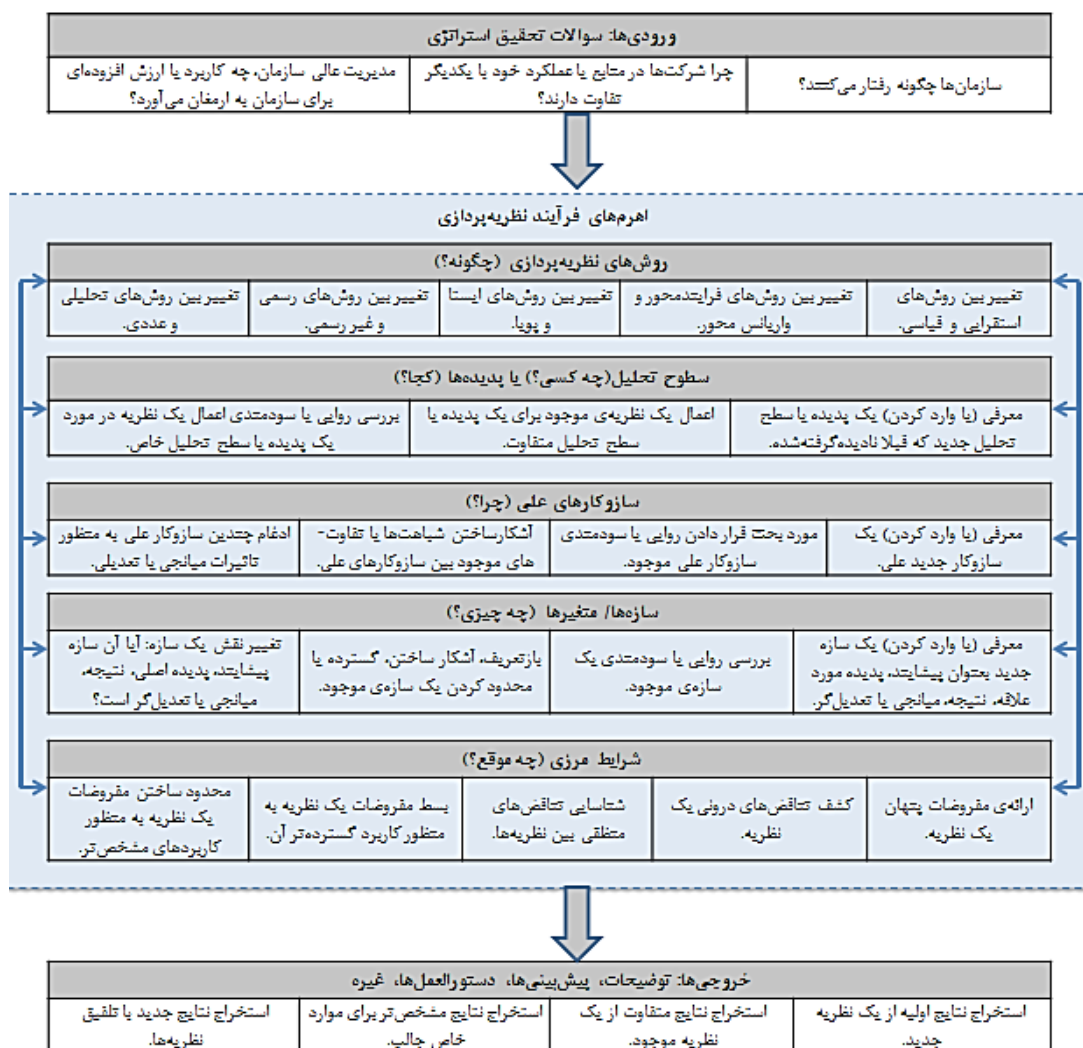 ورودی‌ها: سوالات تحقیق استراتژی
سازمان‌ها چگونه رفتار می‌کنند؟
چرا شرکت‌ها در منابع یا عملکرد خود با یکدیگر
تفاوت دارند؟
مدیریت عالی سازمان، چه کاربرد یا ارزش افزوده‌ای
برای سازمان به ارمغان می‌آورد؟
اهرم‌های فرآیند نظریه‌پردازی
روش‌های نظریه‌پردازی (چگونه؟)
تغییر بین روش‌های
استقرایی و قیاسی.
تغییر بین روش‌های فرایندمحور و
واریانس محور.
تغییر بین روش‌های ایستا
و پویا.
تغییر بین روش‌های رسمی
و غیر رسمی.
تغییر بین روش‌های تحلیلی
و عددی.
سطوح تحلیل(چه کسی؟) یا پدیده‌ها (کجا؟)
معرفی (یا وارد کردن) یک پدیده یا سطح
تحلیل جدید که قبلا نادیده‌گرفته‌شده.
اعمال یک نظریه‌ی موجود برای یک پدیده یا
سطح تحلیل متفاوت.
بررسی روایی یا سودمندی اعمال یک نظریه در مورد
یک پدیده یا سطح تحلیل خاص.
سازوکارهای علی (چرا؟)
معرفی (یا وارد کردن) یک
سازوکار جدید علی.
مورد بحث قرار دادن روایی یا سودمندی
سازوکار علی موجود.
آشکارساختن شباهت‌ها یا تفاوت-
های موجود بین سازوکارهای علی.
ادغام چندین سازوکار علی به منظور
تاثیرات میانجی یا تعدیلی.
سازه‌ها/ متغیرها (چه چیزی؟)
معرفی (یا وارد کردن) یک سازه
جدید بعنوان پیشایند، پدیده مورد
علاقه، نتیجه، میانجی یا تعدیل‌گر.
بررسی روایی یا سودمندی یک
سازه‌ی موجود.
بازتعریف، آشکار ساختن، گسترده یا
محدود کردن یک سازه‌ی موجود.
تغییر نقش یک سازه: آیا آن سازه
پیشایند، پدیده اصلی، نتیجه،
میانجی یا تعدیل‌گر است؟
شرایط مرزی (چه موقع؟)
ارائه‌ی مفروضات پنهان
یک نظریه.
کشف تناقض‌های درونی یک
نظریه.
شناسایی تناقض‌های
منطقی بین نظریه‌ها.
بسط مفروضات یک نظریه به
منظور کاربرد گسترده‌تر آن.
محدود ساختن مفروضات
یک نظریه به منظور
کاربردهای مشخص‌تر.
خروجی‌ها: توضیحات، پیش‌بینی‌ها، دستورالعمل‌ها، غیره
استخراج نتایج اولیه از یک نظریه
جدید.
استخراج نتایج متفاوت از یک
نظریه موجود.
استخراج نتایج مشخص‌تر برای موارد
خاص جالب.
استخراج نتایج جدید با تلفیق
نظریه‌ها.